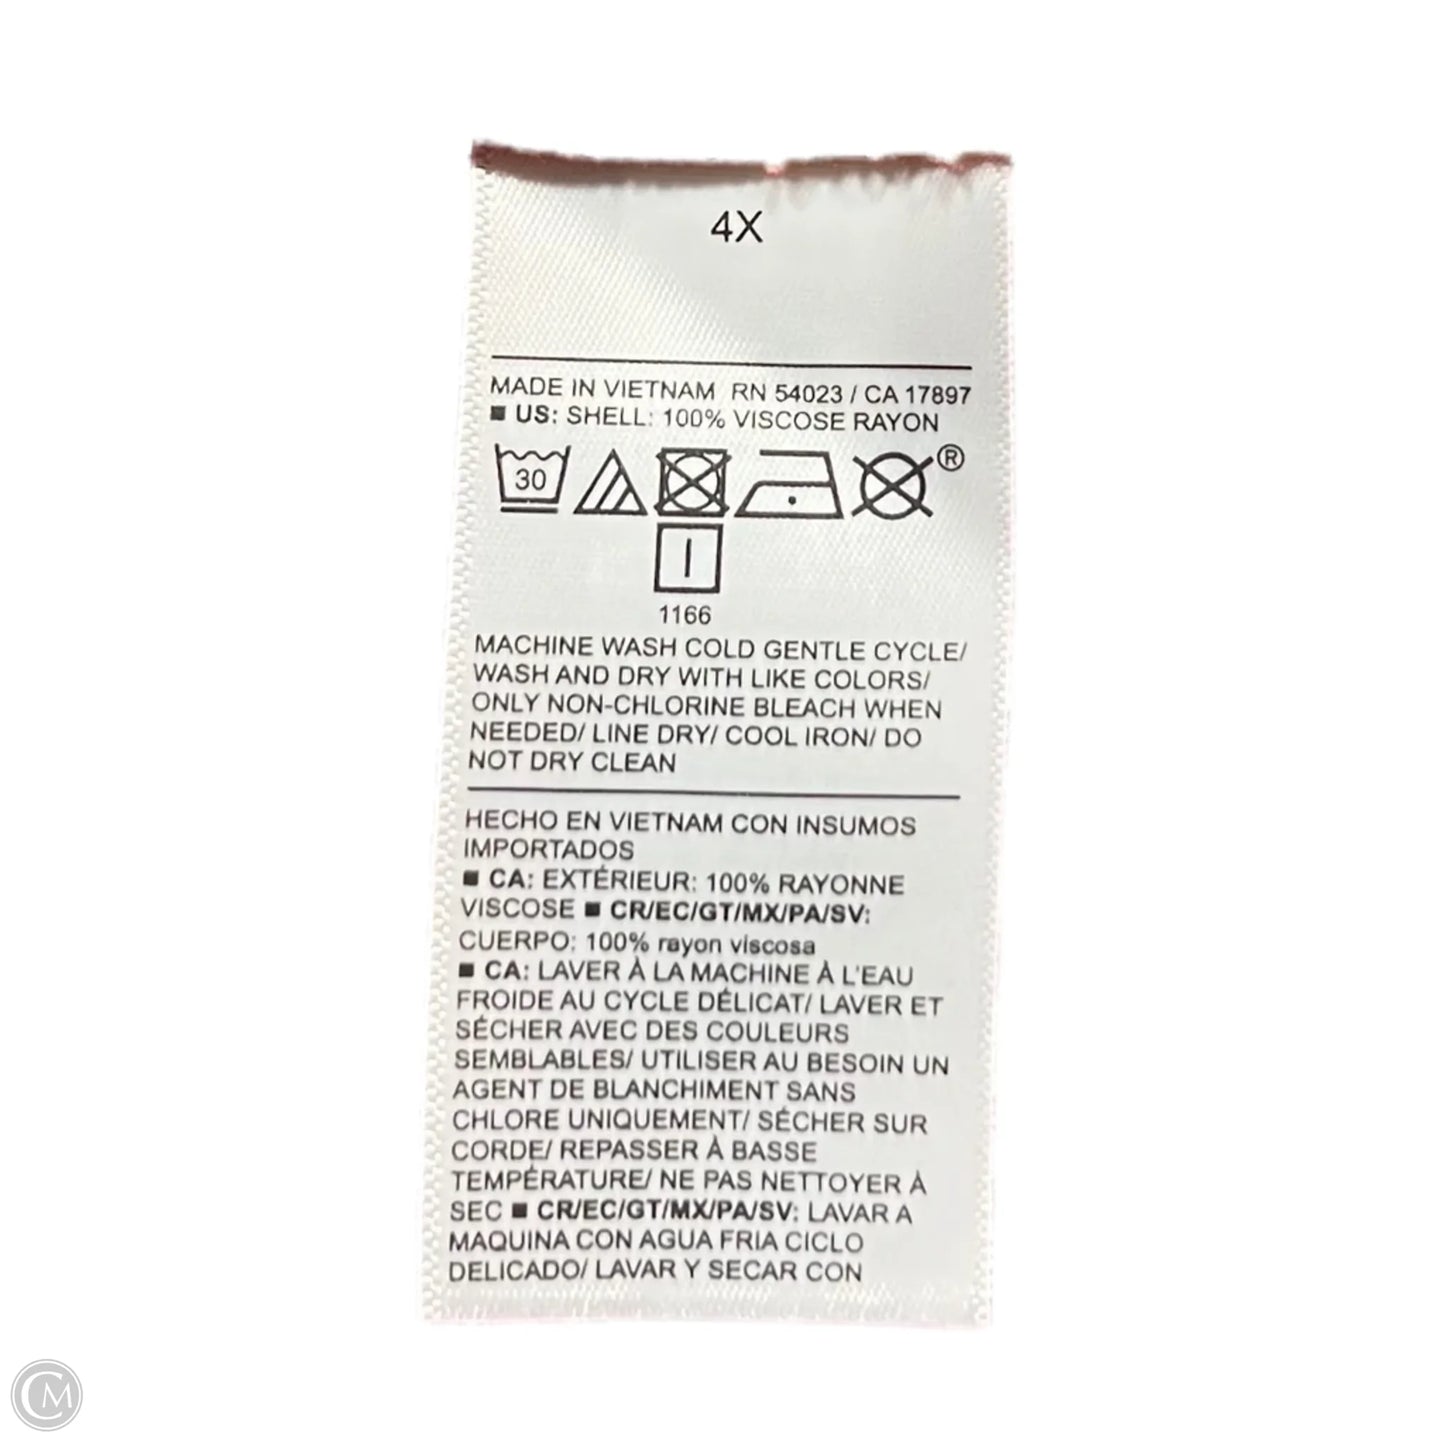 4X
MADE IN VIETNAM RN 54023 / CA 17897
■ US: SHELL: 100% VISCOSE RAYON
30
®
1166
MACHINE WASH COLD GENTLE CYCLE/
WASH AND DRY WITH LIKE COLORS/
ONLY NON-CHLORINE BLEACH WHEN
NEEDED/ LINE DRY/ COOL IRON/ DO
NOT DRY CLEAN
HECHO EN VIETNAM CON INSUMOS
IMPORTADOS
■ CA: EXTÉRIEUR: 100% RAYONNE
VISCOSE ■ CR/EC/GT/MX/PA/SV:
CUERPO: 100% rayon viscosa
■ CA: LAVER À LA MACHINE À L'EAU
FROIDE AU CYCLE DÉLICAT/ LAVER ET
SÉCHER AVEC DES COULEURS
SEMBLABLES/ UTILISER AU BESOIN UN
AGENT DE BLANCHIMENT SANS
CHLORE UNIQUEMENT/ SÉCHER SUR
CORDE/ REPASSER À BASSE
TEMPÉRATURE/ NE PAS NETTOYER À
SEC ■ CR/EC/GT/MX/PA/SV: LAVAR A
MAQUINA CON AGUA FRIA CICLO
DELICADO/ LAVAR Y SECAR CON
CM